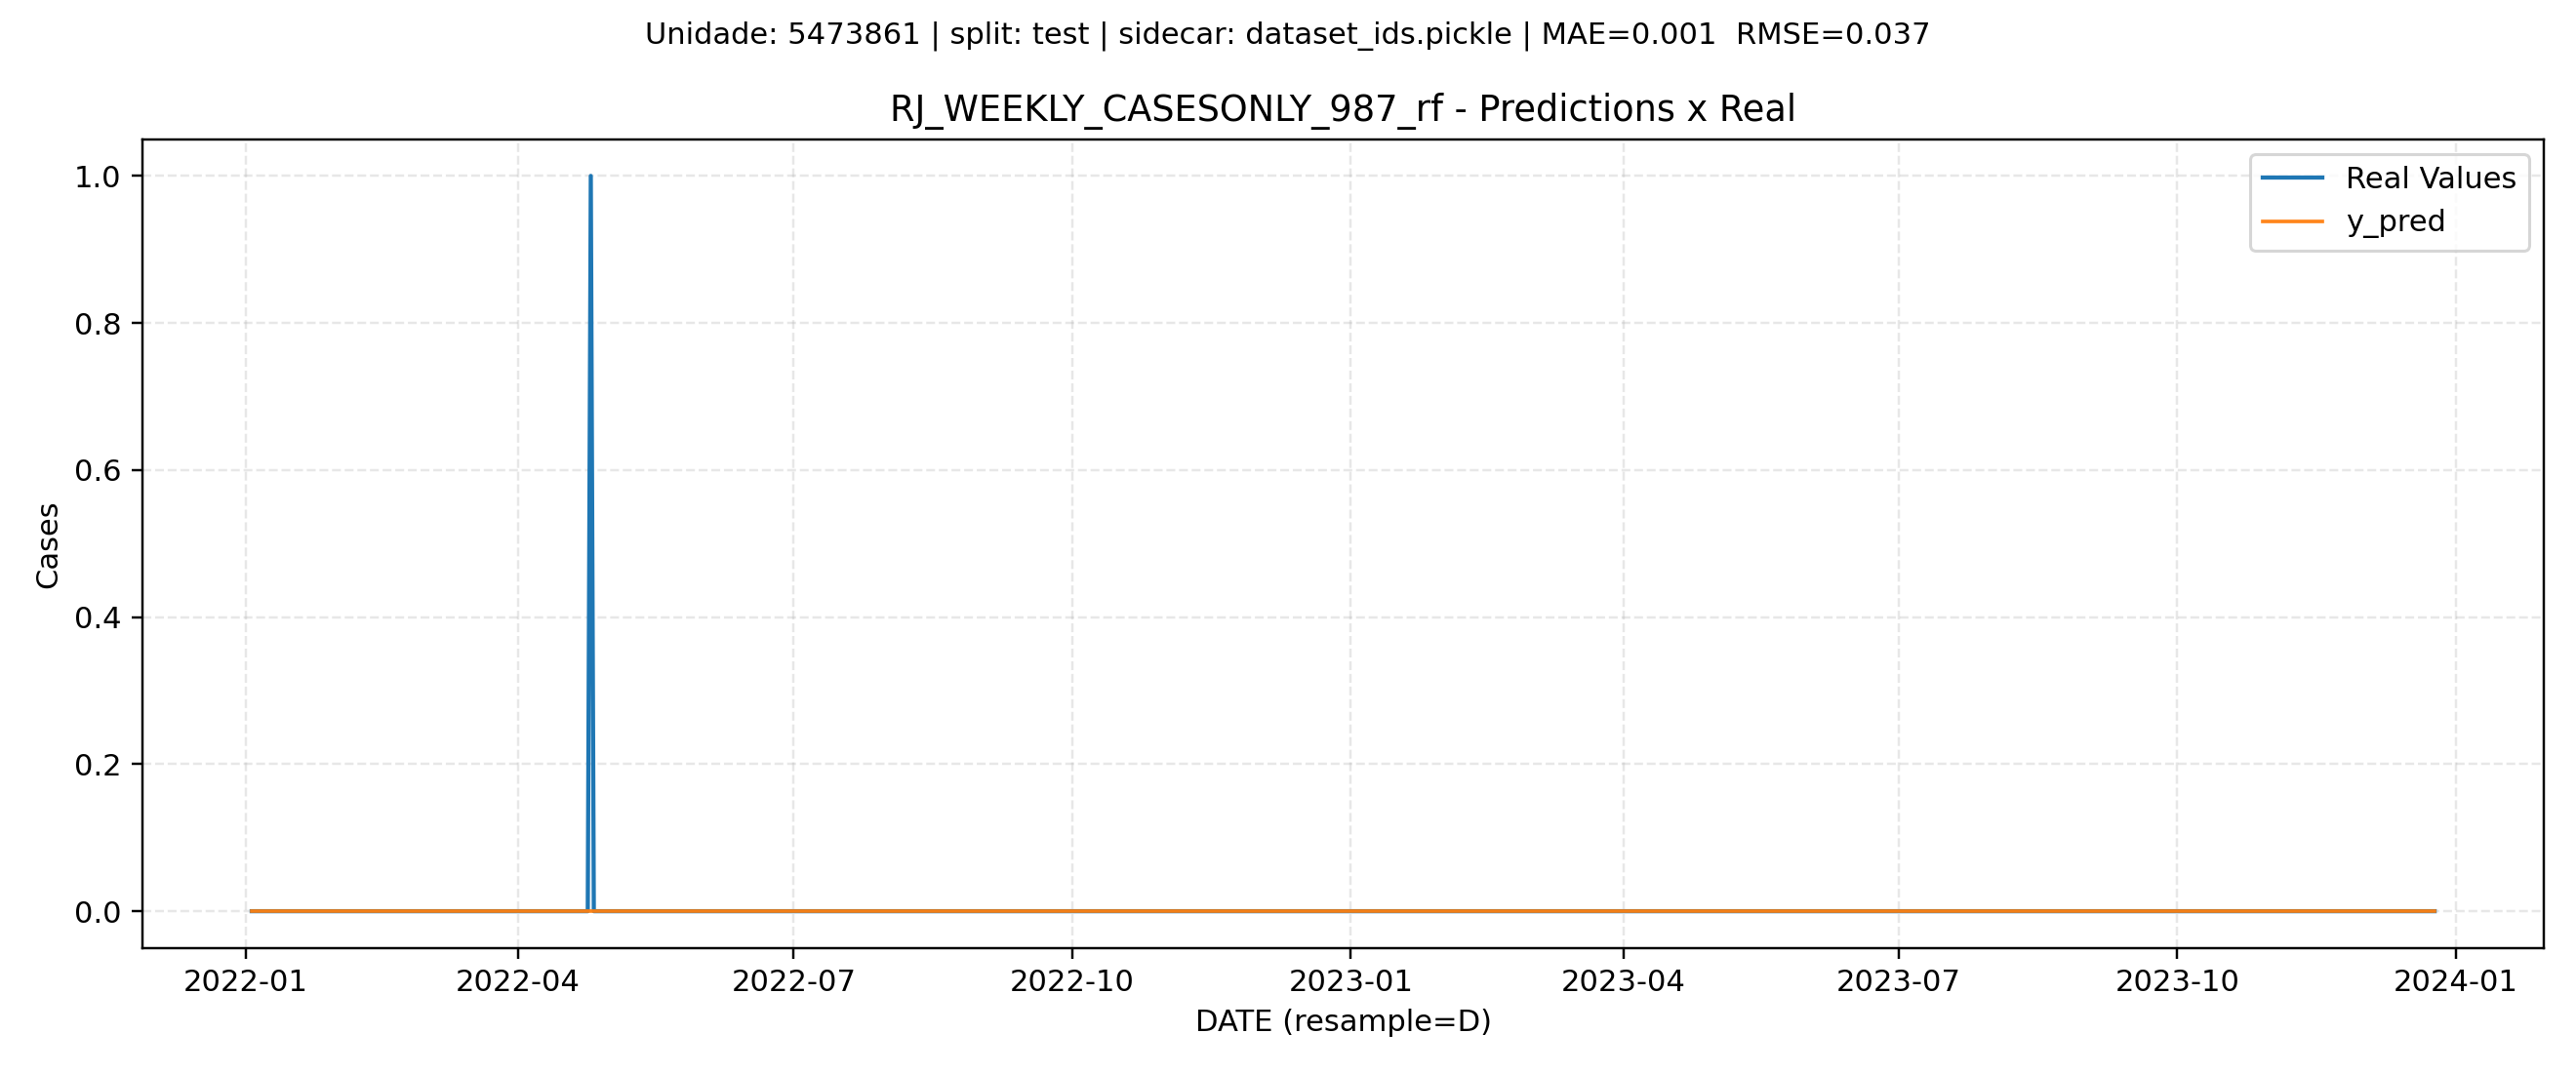 Unidade: 5473861 | split: test | sidecar: dataset_ids.pickle | MAE=0.001  RMSE=0.037
RJ_WEEKLY_CASESONLY_987_rf - Predictions x Real
Real Values
y_pred
1.0
0.8
0.6
0.4
0.2
0.0
Cases
2022-01 2022-04 2022-07 2022-10 2023-01 2023-04 2023-07 2023-10 2024-01
DATE (resample=D)